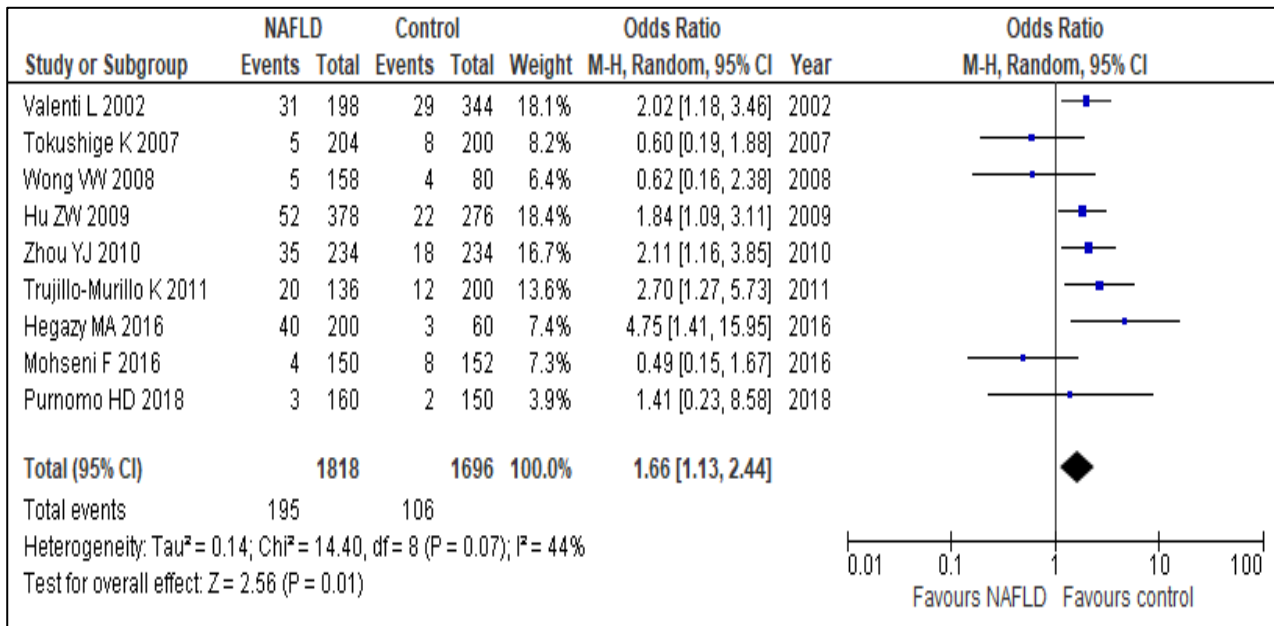 NAFLD Control Odds Ratio Odds Ratio
Study or Subgroup Events Total Events Total Weight M-H, Random, 95% CI Year M-H, Random, 95% CI
Valenti L 2002 31 198 29 344 18.1% 2.02 [1.18, 3.46] 2002
Tokushige K 2007 5 204 8 200 8.2% 0.60 [0.19, 1.88] 2007
Wong VW 2008 5 158 4 80 6.4% 0.62 [0.16, 2.38] 2008
Hu ZW 2009 52 378 22 276 18.4% 1.84 [1.09, 3.11] 2009
Zhou YJ 2010 35 234 18 234 16.7% 2.11 [1.16, 3.85] 2010
Trujillo-Murillo K 2011 20 136 12 200 13.6% 2.70 [1.27, 5.73] 2011
Hegazy MA 2016 40 200 3 60 7.4% 4.75 [1.41, 15.95] 2016
Mohseni F 2016 4 150 8 152 7.3% 0.49 [0.15, 1.67] 2016
Purnomo HD 2018 3 160 2 150 3.9% 1.41 [0.23, 8.58] 2018
Total (95% CI) 1818 1696 100.0% 1.66 [1.13, 2.44]
Total events 195 106
Heterogeneity: Tau² = 0.14; Chi² = 14.40, df = 8 (P = 0.07); I² = 44%
Test for overall effect: Z = 2.56 (P = 0.01)
0.01 0.1 1 10 100
Favours NAFLD Favours control